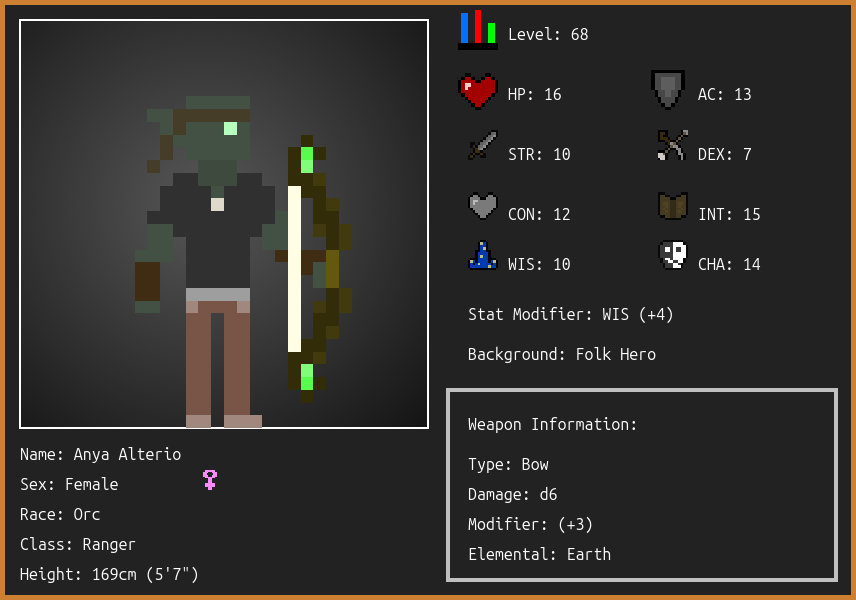 Level: 68
HP: 16
AC: 13
STR: 10
DEX: 7
CON: 12
INT: 15
WIS: 10
CHA: 14
Stat Modifier: WIS (+4)
Background: Folk Hero
Weapon Information:
Type: Bow
Damage: d6
Modifier: (+3)
Elemental: Earth
Name: Anya Alterio
Sex: Female
Race: Orc
Class: Ranger
Height: 169cm (5'7")